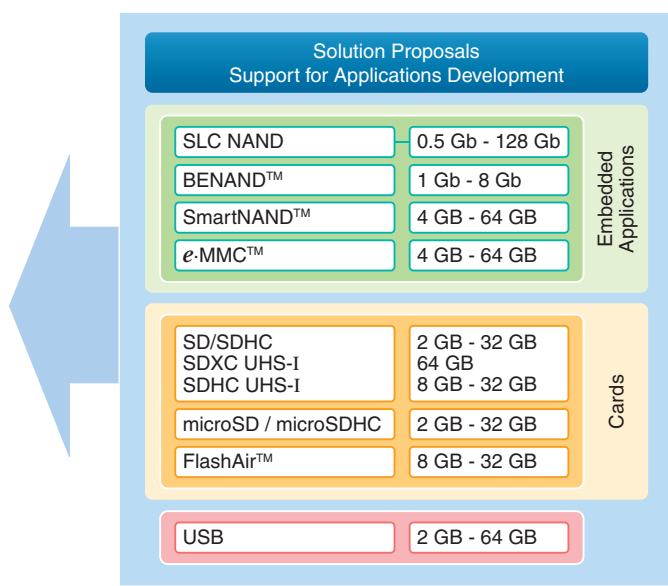 Solution Proposals
Support for Applications Development
SLC NAND 0.5 Gb - 128 Gb
BENAND™ 1 Gb - 8 Gb
SmartNAND™ 4 GB - 64 GB
e·MMC™ 4 GB - 64 GB
Embedded
Applications
SD/SDHC 2 GB - 32 GB
SDXC UHS-I 64 GB
SDHC UHS-I 8 GB - 32 GB
microSD / microSDHC 2 GB - 32 GB
FlashAir™ 8 GB - 32 GB
Cards
USB 2 GB - 64 GB